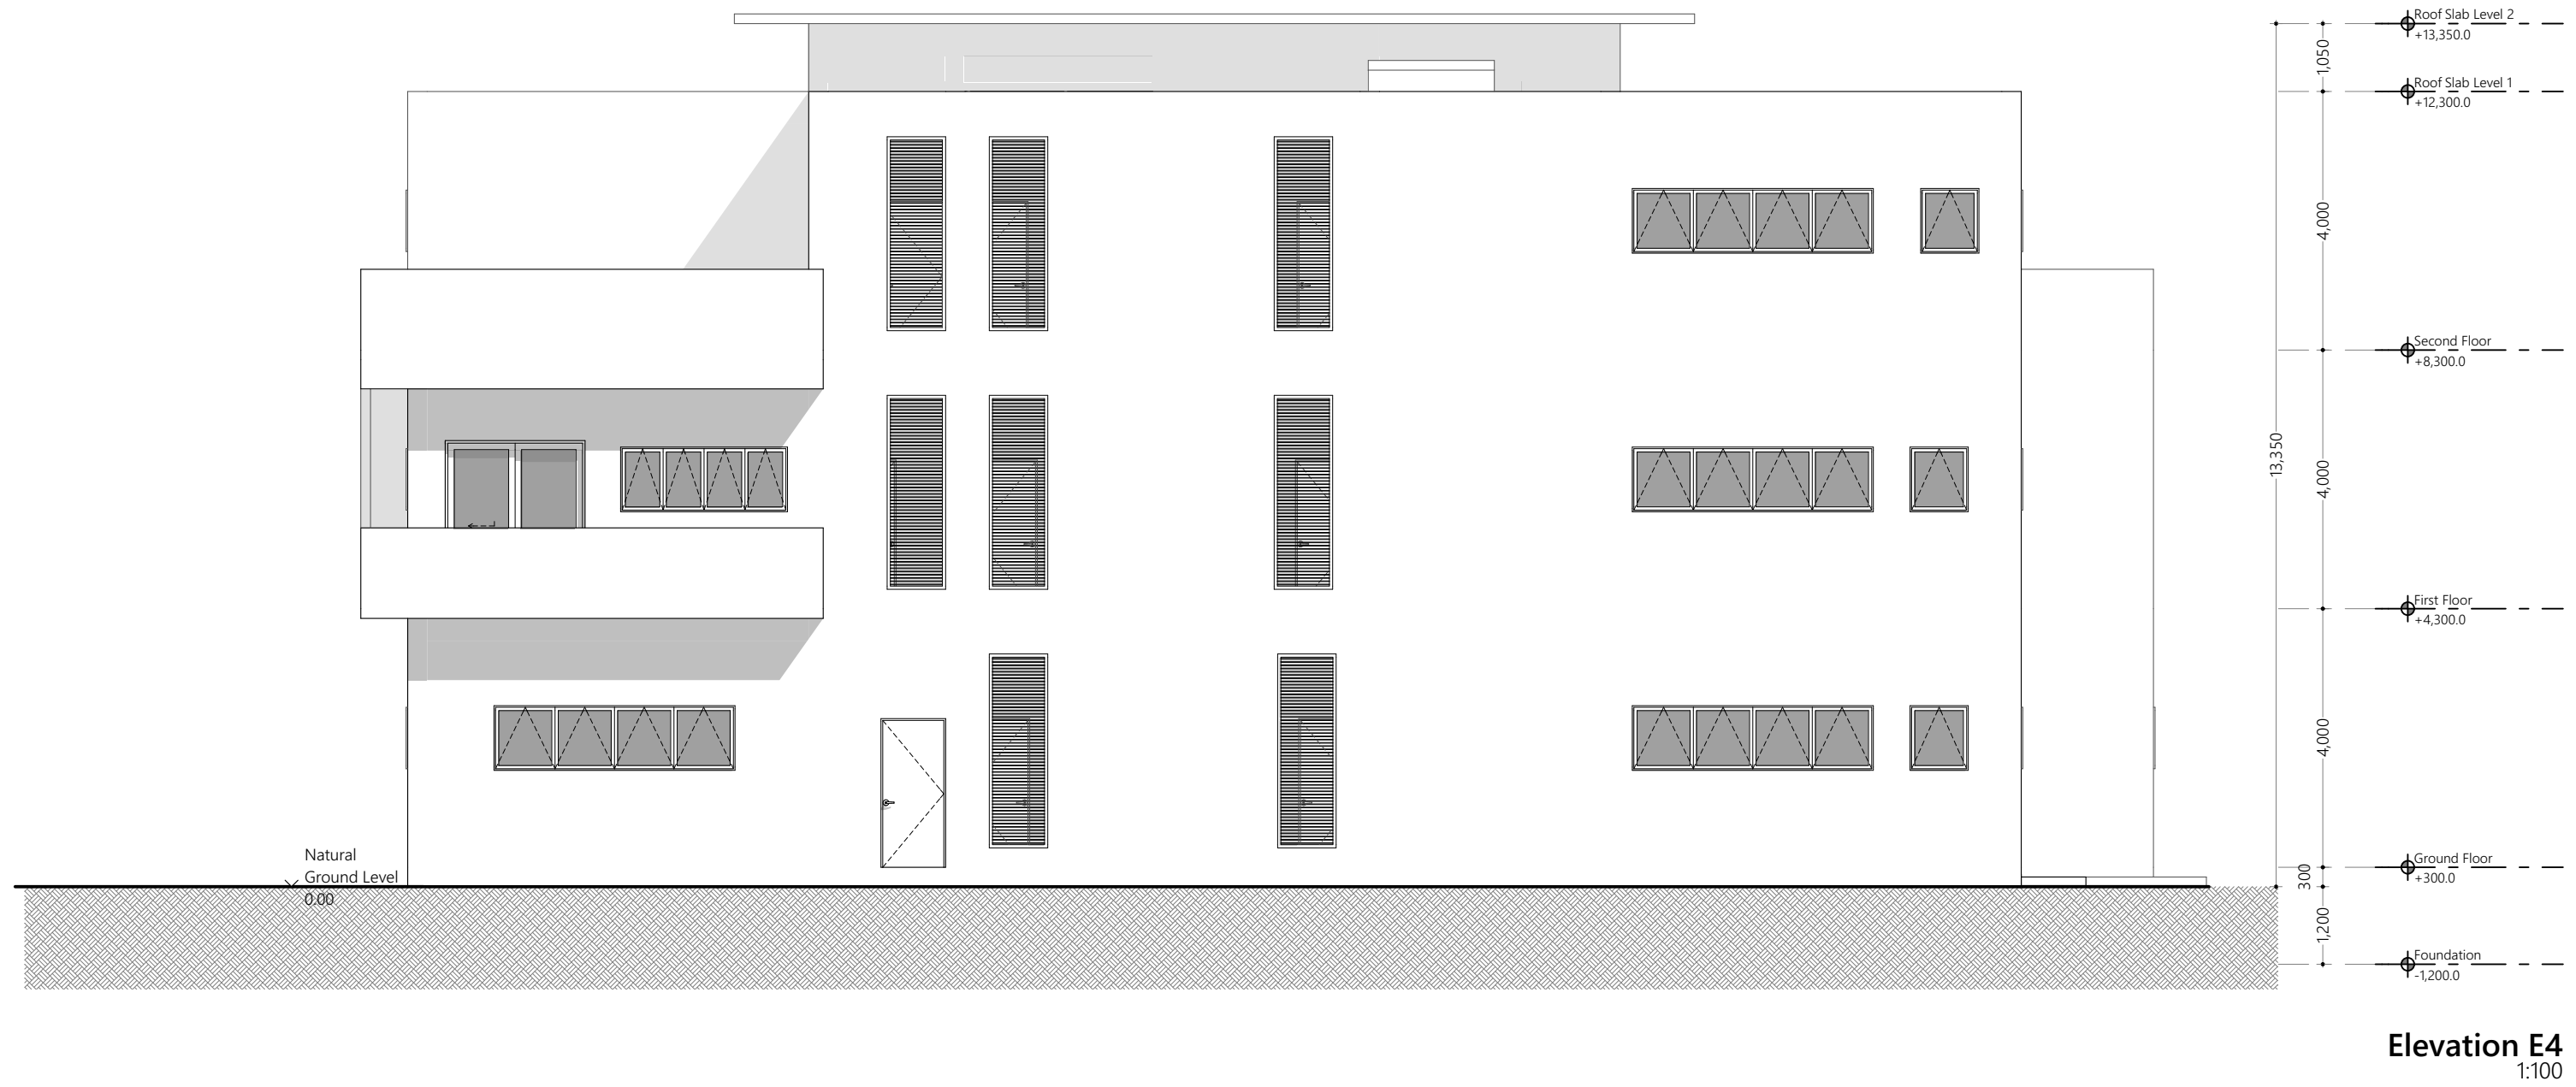 Roof Slab Level 2
+13,350.0
1,050
Roof Slab Level 1
+12,300.0
4,000
Second Floor
+8,300.0
13,350
4,000
First Floor
+4,300.0
4,000
Natural
Ground Level
0.00
Ground Floor
+300.0
300
1,200
Foundation
-1,200.0
Elevation E4
1:100